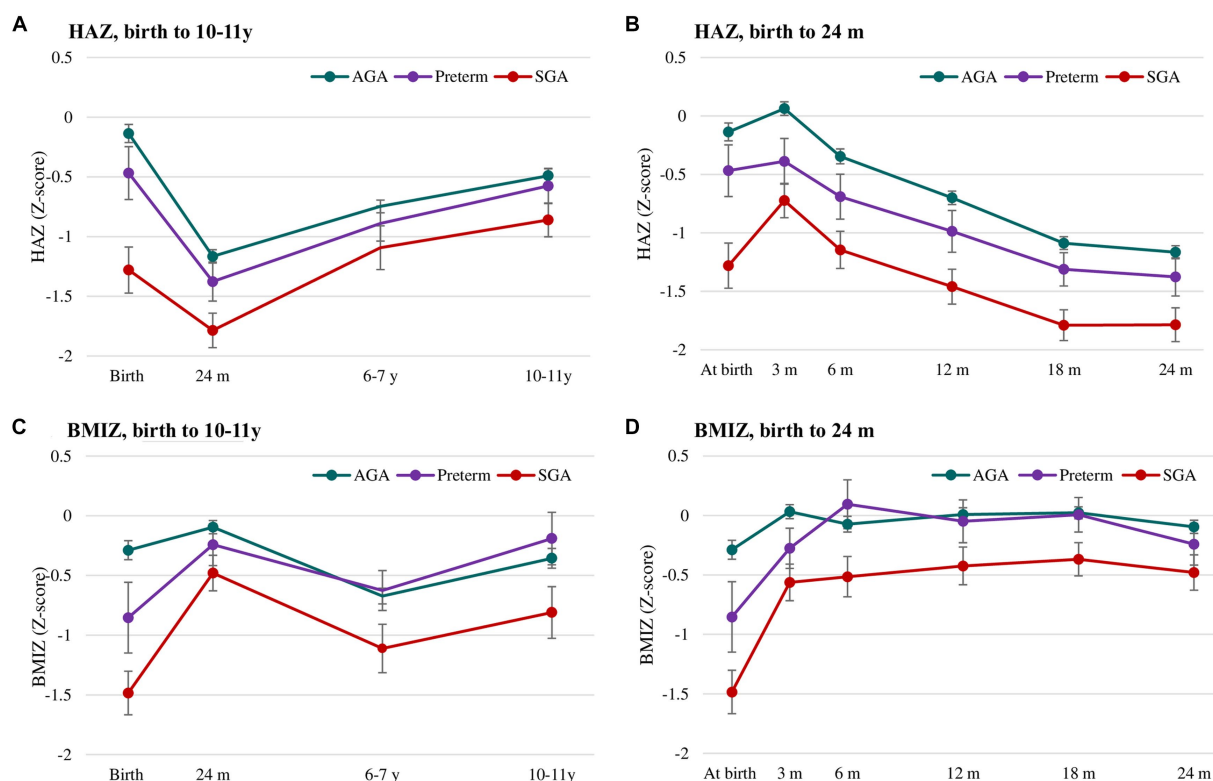 A
HAZ, birth to 10-11y
0.5
AGA Preterm SGA
0
-0.5
-1
-1.5
-2
HAZ (Z-score)
Birth 24 m 6-7 y 10-11y
B
HAZ, birth to 24 m
0.5
AGA Preterm SGA
0
-0.5
-1
-1.5
-2
HAZ (Z-score)
At birth 3 m 6 m 12 m 18 m 24 m
C
BMIZ, birth to 10-11y
0.5
AGA Preterm SGA
0
-0.5
-1
-1.5
-2
BMIZ (Z-score)
Birth 24 m 6-7 y 10-11y
D
BMIZ, birth to 24 m
0.5
AGA Preterm SGA
0
-0.5
-1
-1.5
-2
BMIZ (Z-score)
At birth 3 m 6 m 12 m 18 m 24 m